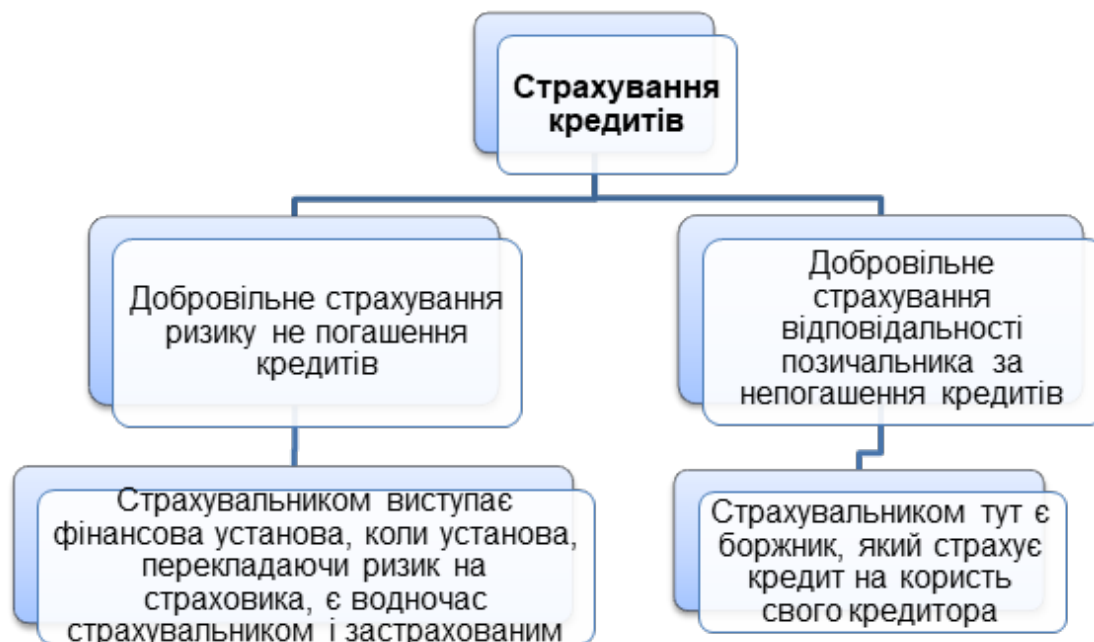 Страхування
кредитів
Добровільне страхування
ризику не погашення
кредитів
Добровільне
страхування
відповідальності
позичальника за
непогашення кредитів
Страхувальником виступає
фінансова установа, коли установа,
перекладаючи ризик на
страховика, є водночас
страхувальником і застрахованим
Страхувальником тут є
боржник, який страхує
кредит на користь
свого кредитора